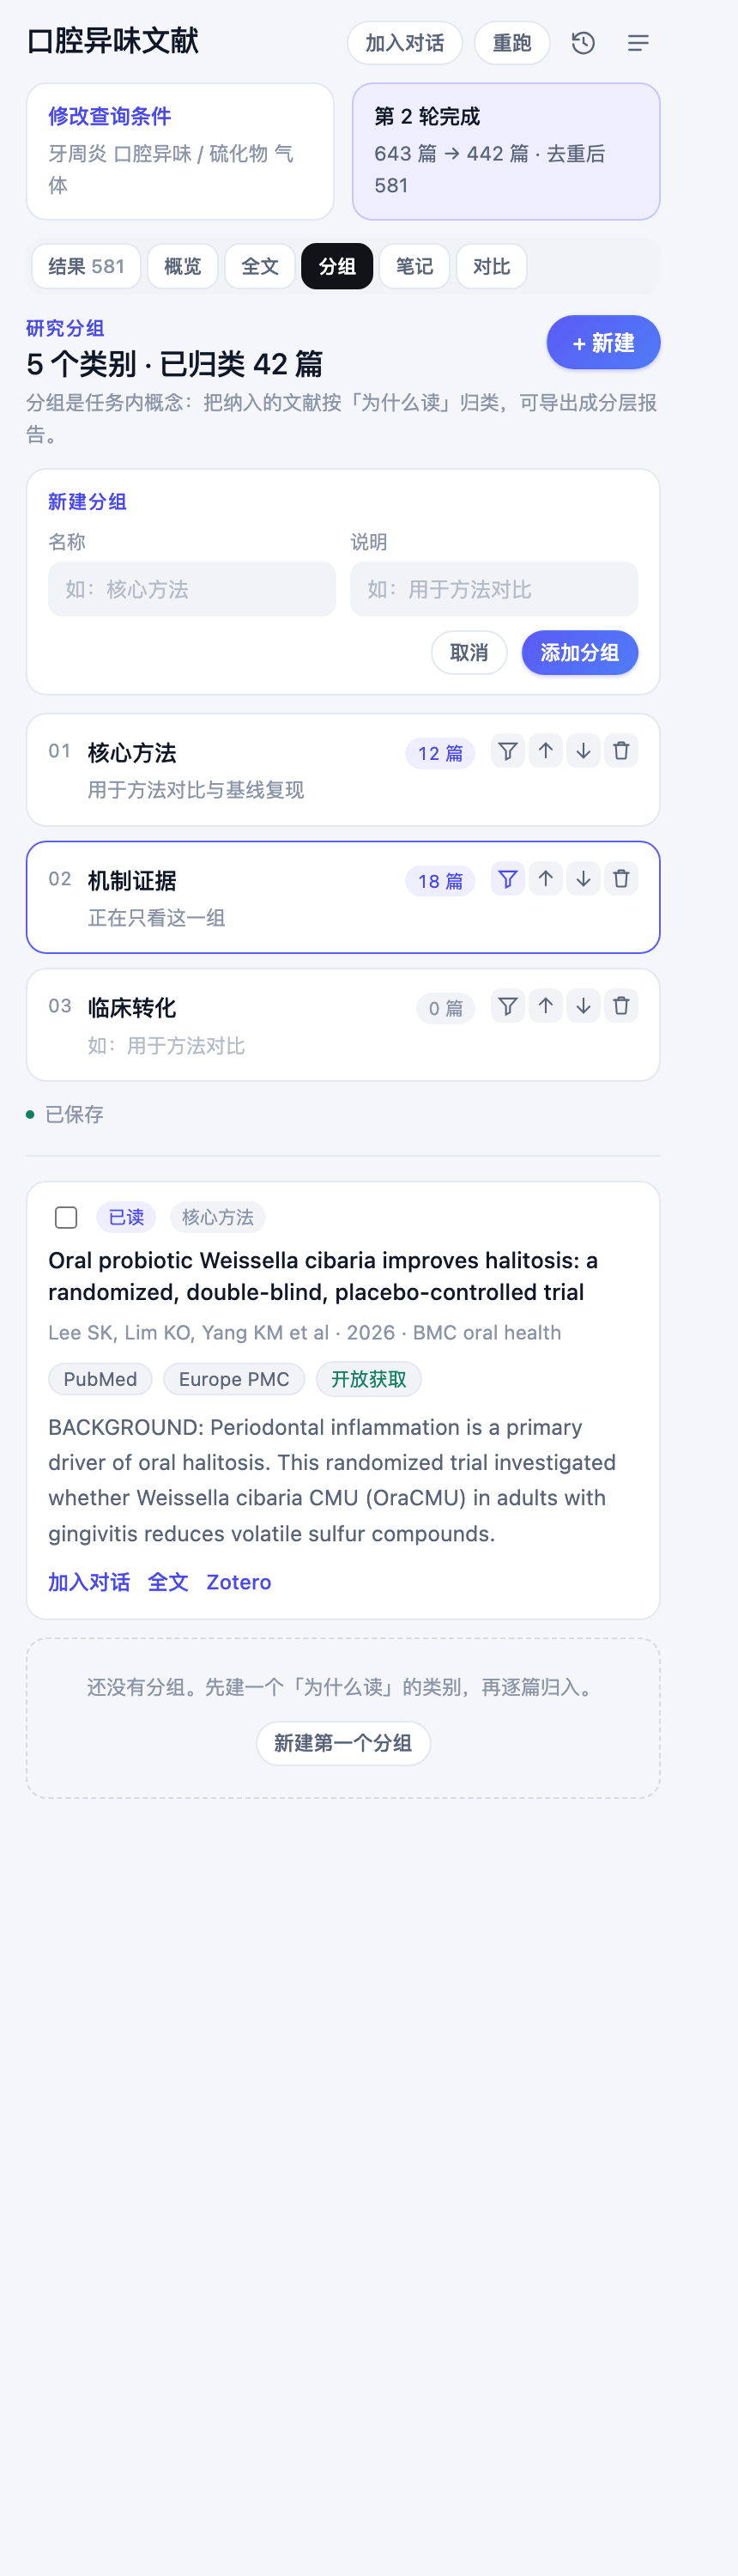 口腔异味文献
加入对话
重跑
修改查询条件
牙周炎 口腔异味 / 硫化物 气
体
第 2 轮完成
643 篇 → 442 篇 · 去重后
581
结果 581
概览
全文
分组
笔记
对比
研究分组
5 个类别 · 已归类 42 篇
+ 新建
分组是任务内概念：把纳入的文献按「为什么读」归类，可导出成分层报
告。
新建分组
名称
说明
如：核心方法
如：用于方法对比
取消
添加分组
01 核心方法
12 篇
用于方法对比与基线复现
02 机制证据
18 篇
正在只看这一组
03 临床转化
0 篇
如：用于方法对比
已保存
已读
核心方法
Oral probiotic Weissella cibaria improves halitosis: a
randomized, double-blind, placebo-controlled trial
Lee SK, Lim KO, Yang KM et al · 2026 · BMC oral health
PubMed
Europe PMC
开放获取
BACKGROUND: Periodontal inflammation is a primary
driver of oral halitosis. This randomized trial investigated
whether Weissella cibaria CMU (OraCMU) in adults with
gingivitis reduces volatile sulfur compounds.
加入对话 全文 Zotero
还没有分组。先建一个「为什么读」的类别，再逐篇归入。
新建第一个分组